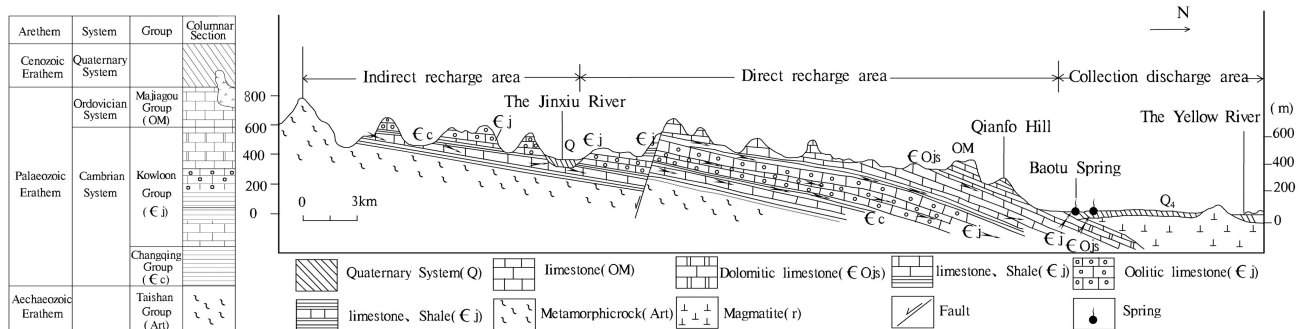 Arethem System Group Columnar Section
Cenozoic Erathem Quaternary System
Ordovician System Majiagou Group (OM)
Palaeozoic Erathem Cambrian System Kowloon Group (Є j)
Changqing Group (Є c)
Aechaeozoic Erathem Taishan Group (Art)
N
Indirect recharge area Direct recharge area Collection discharge area
800
600
400
200
0
The Jinxiu River
Є c
Є j
Q
Є j
Є j
Є c
Є j
Є Ojs
OM
Qianfo Hill
Baotu Spring
The Yellow River
(m)
600
400
200
0
Q4
Є j
Є Ojs
0 3km
Quaternary System(Q) limestone(OM) Dolomitic limestone(Є Ojs) limestone、Shale(Є j) Oolitic limestone(Є j)
limestone、Shale(Є j) Metamorphicrock(Art) Magmatite(r) Fault Spring